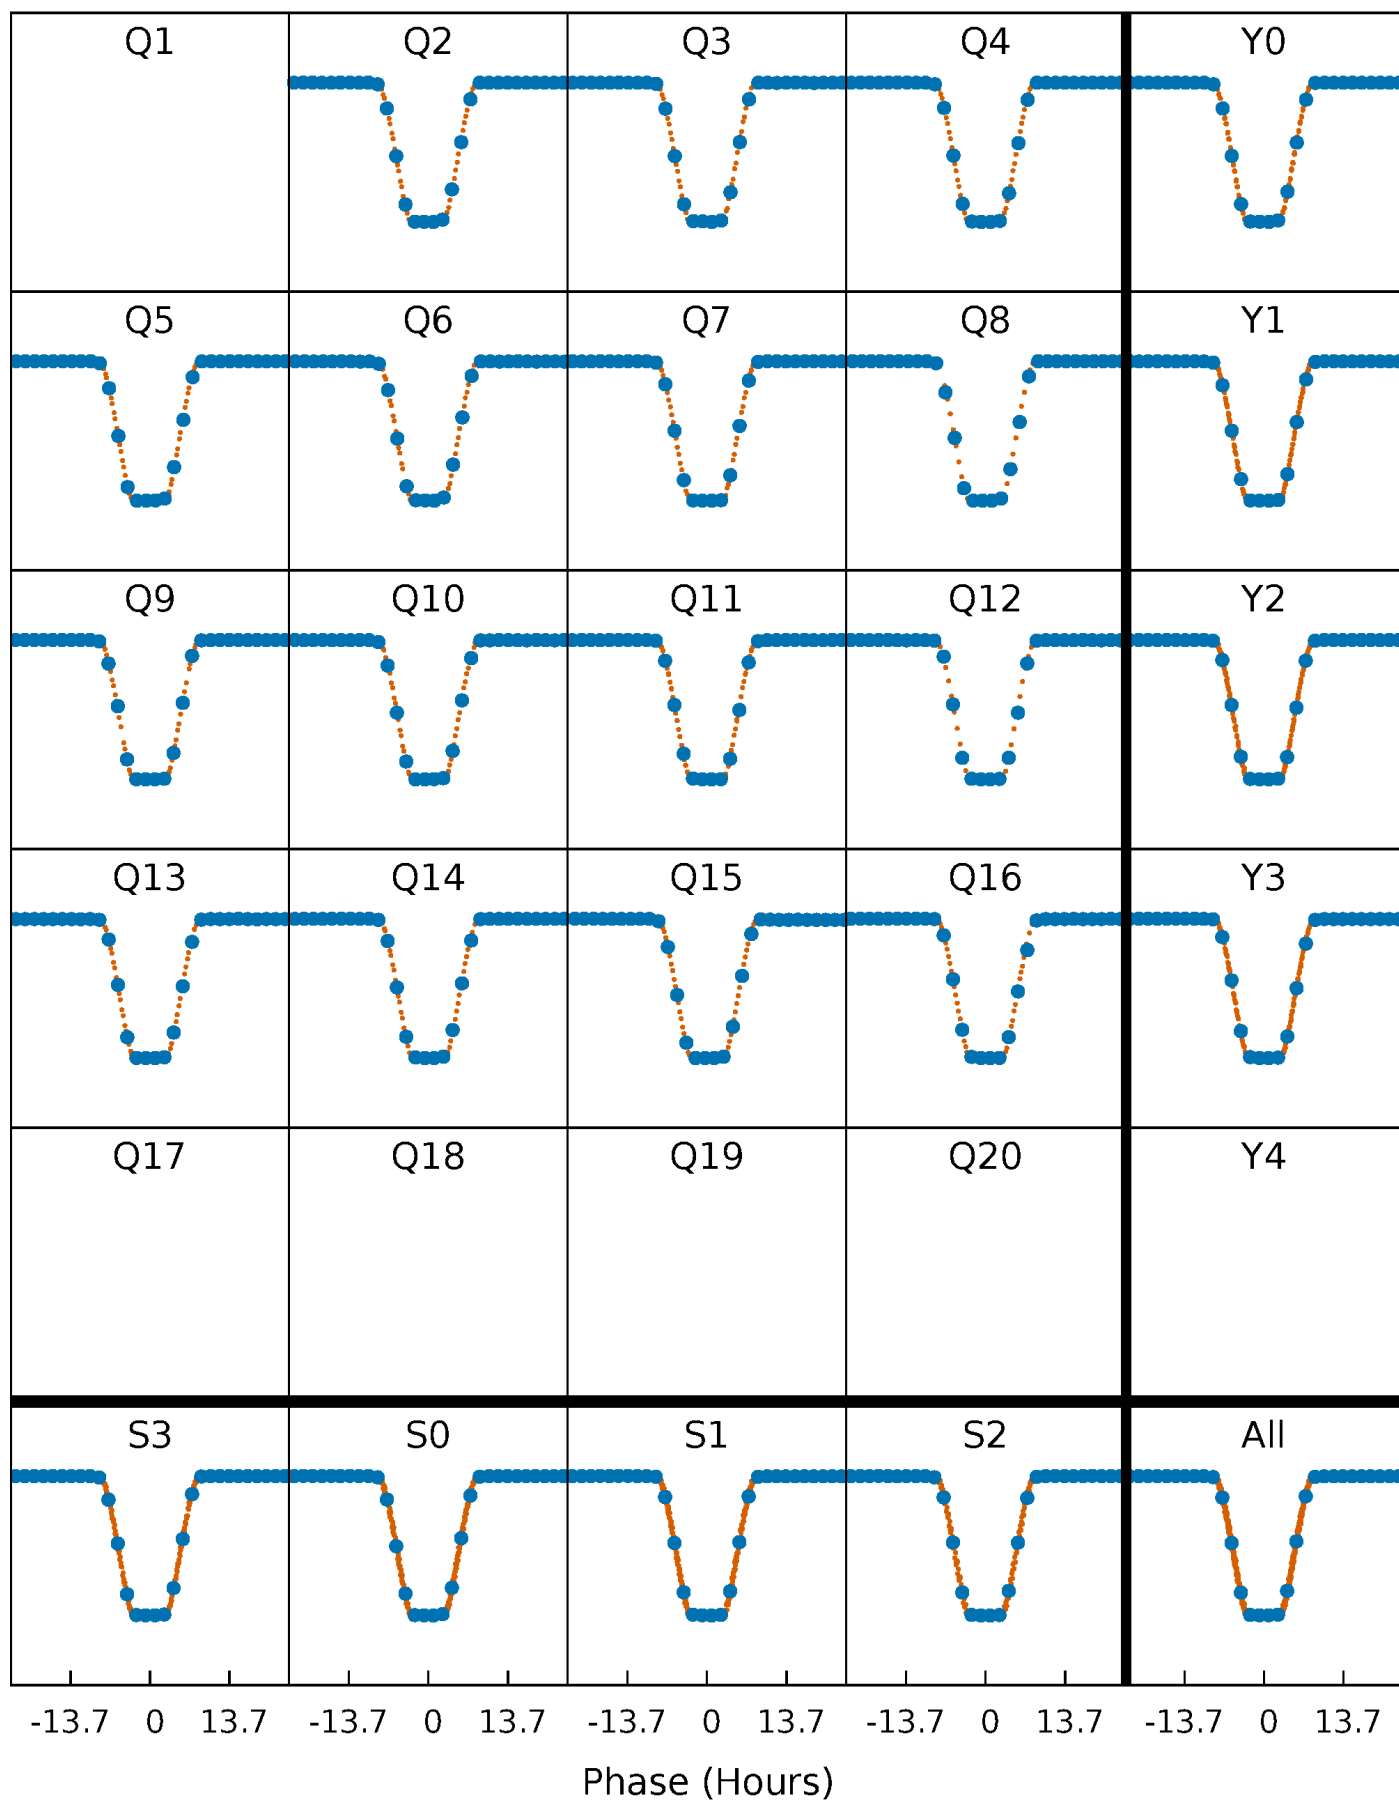 Q1 Q2 Q3 Q4 Y0
Q5 Q6 Q7 Q8 Y1
Q9 Q10 Q11 Q12 Y2
Q13 Q14 Q15 Q16 Y3
Q17 Q18 Q19 Q20 Y4
S3 S0 S1 S2 All
-13.7 0 13.7 -13.7 0 13.7 -13.7 0 13.7 -13.7 0 13.7 -13.7 0 13.7
Phase (Hours)